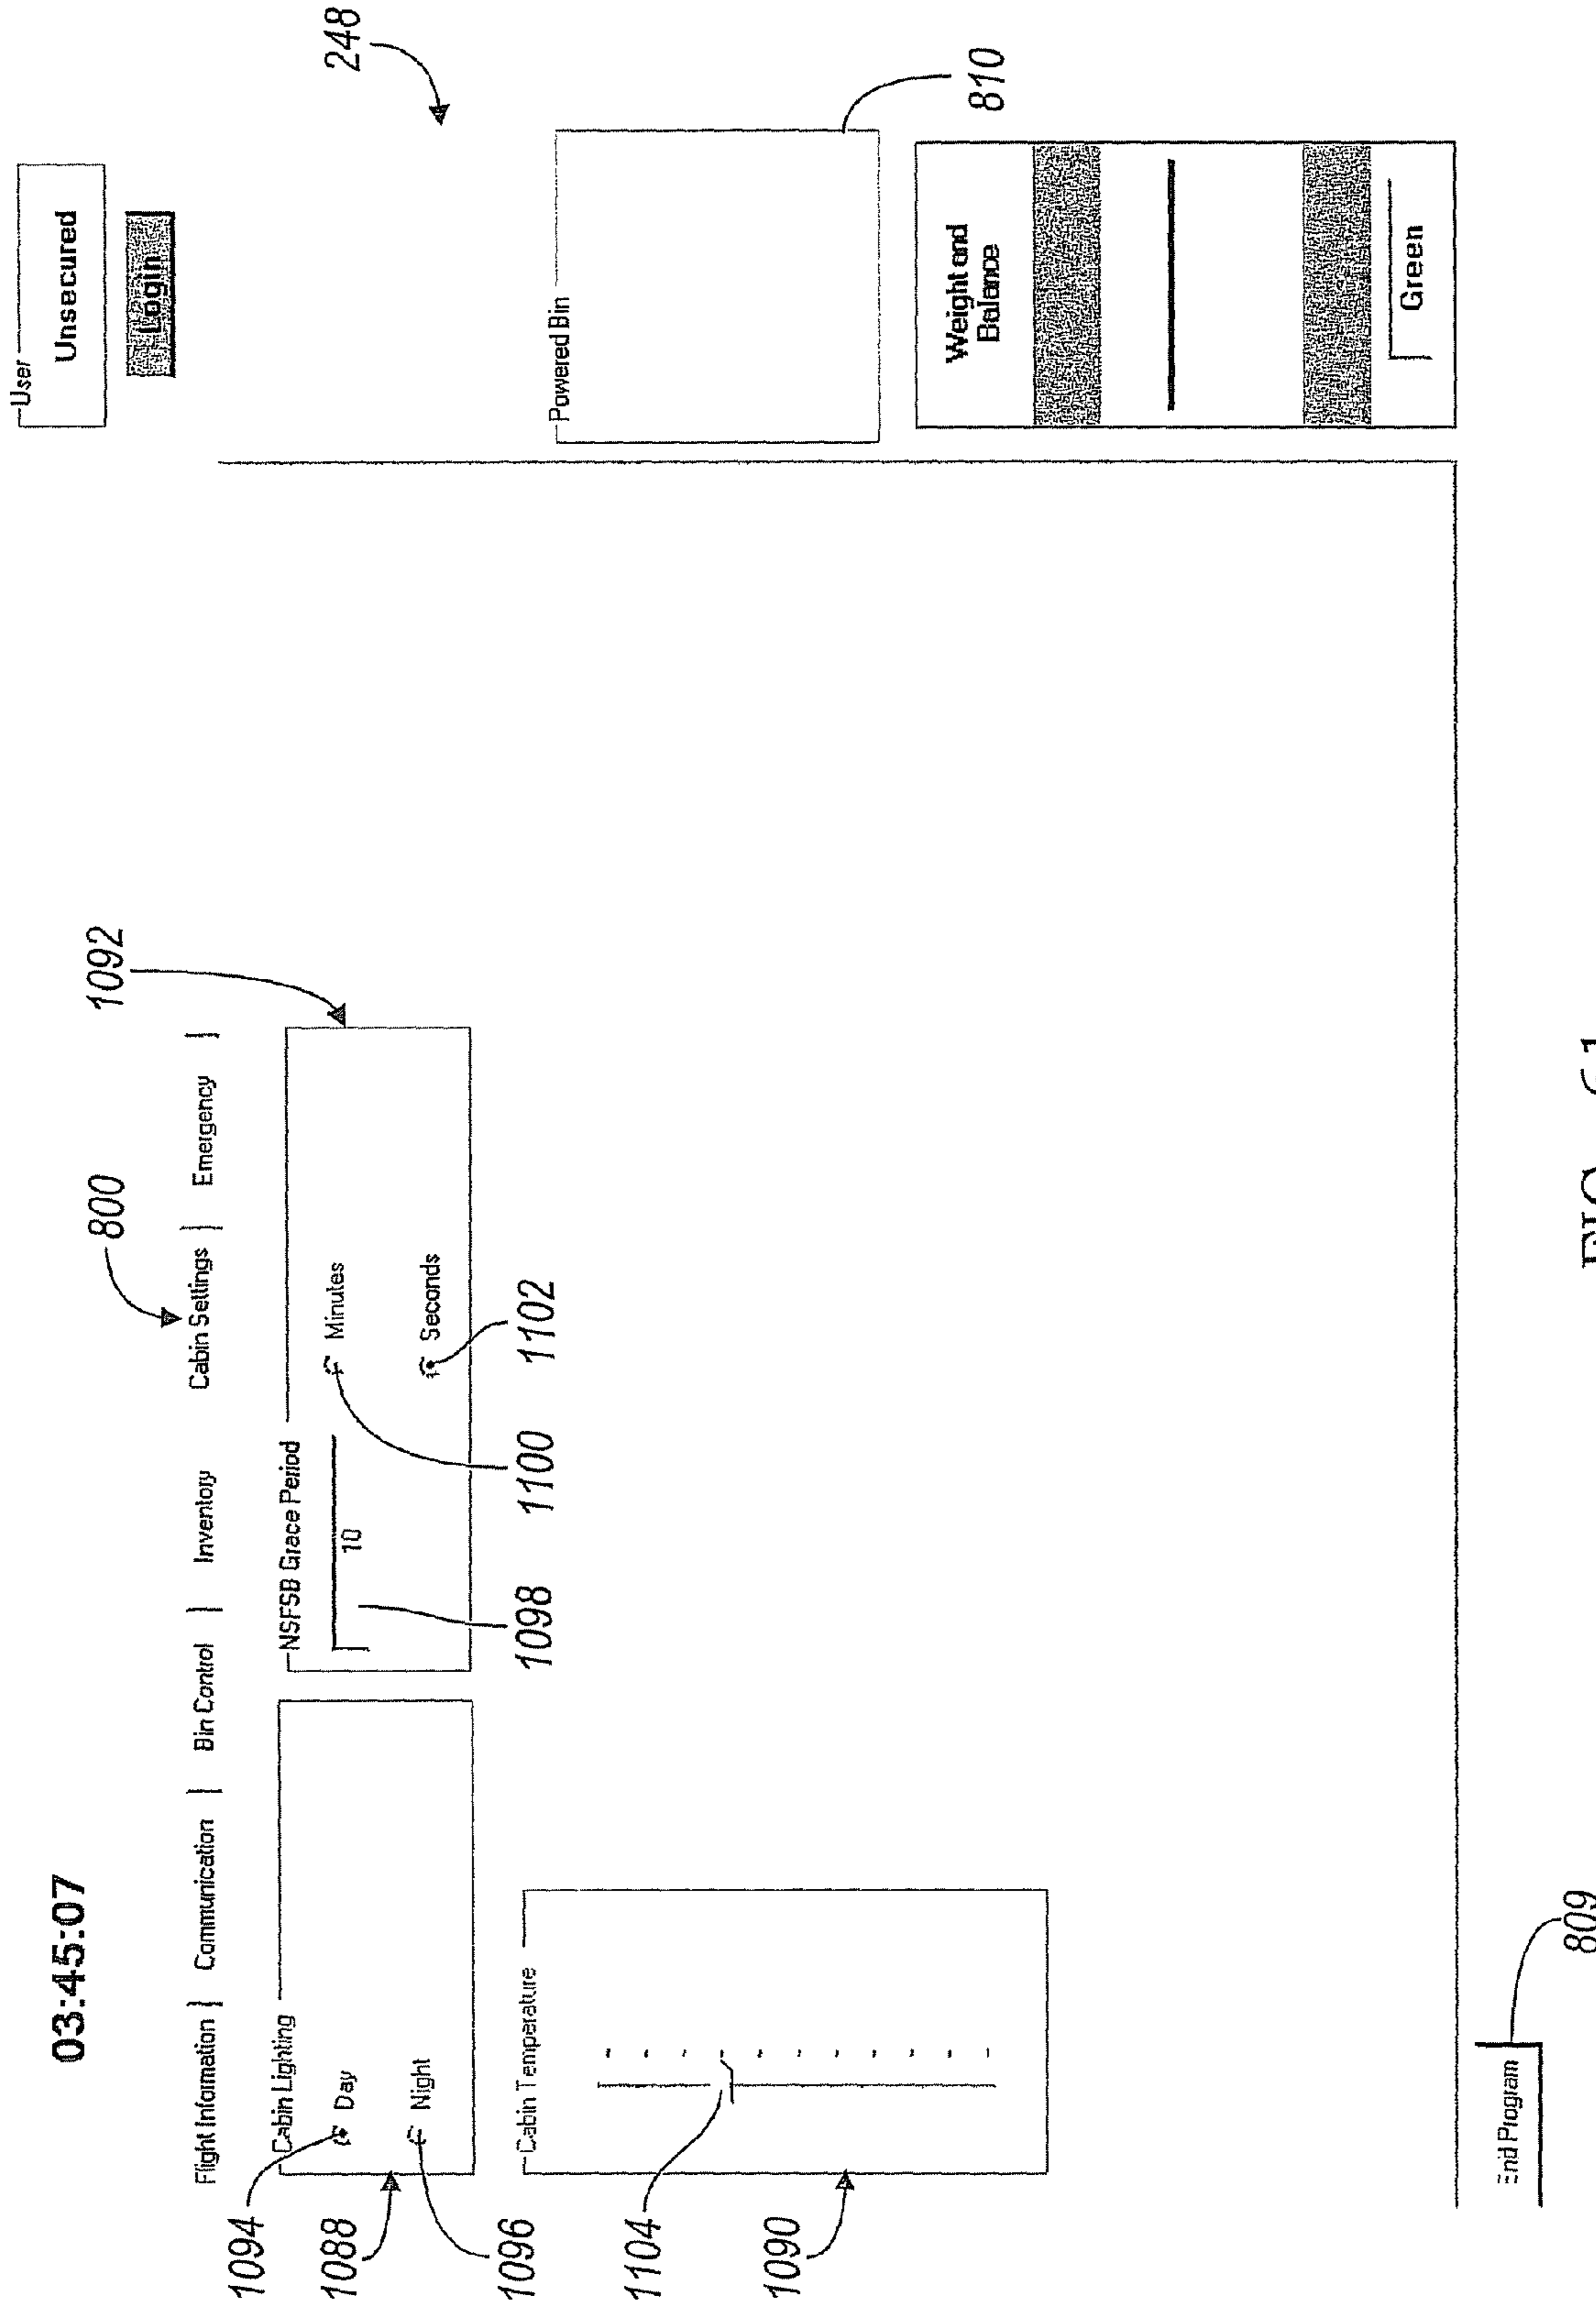 03:45:07
User
Unsecured
Login
248
800
1092
Flight Information
Communication
Bin Control
Inventory
Cabin Settings
Emergency
1094
1088
1096
Cabin Lighting
Day
Night
NSFSB Grace Period
10
Minutes
Seconds
1098
1100
1102
1104
1090
Cabin Temperature
Powered Bin
810
Weight and
Balance
Green
End Program
809